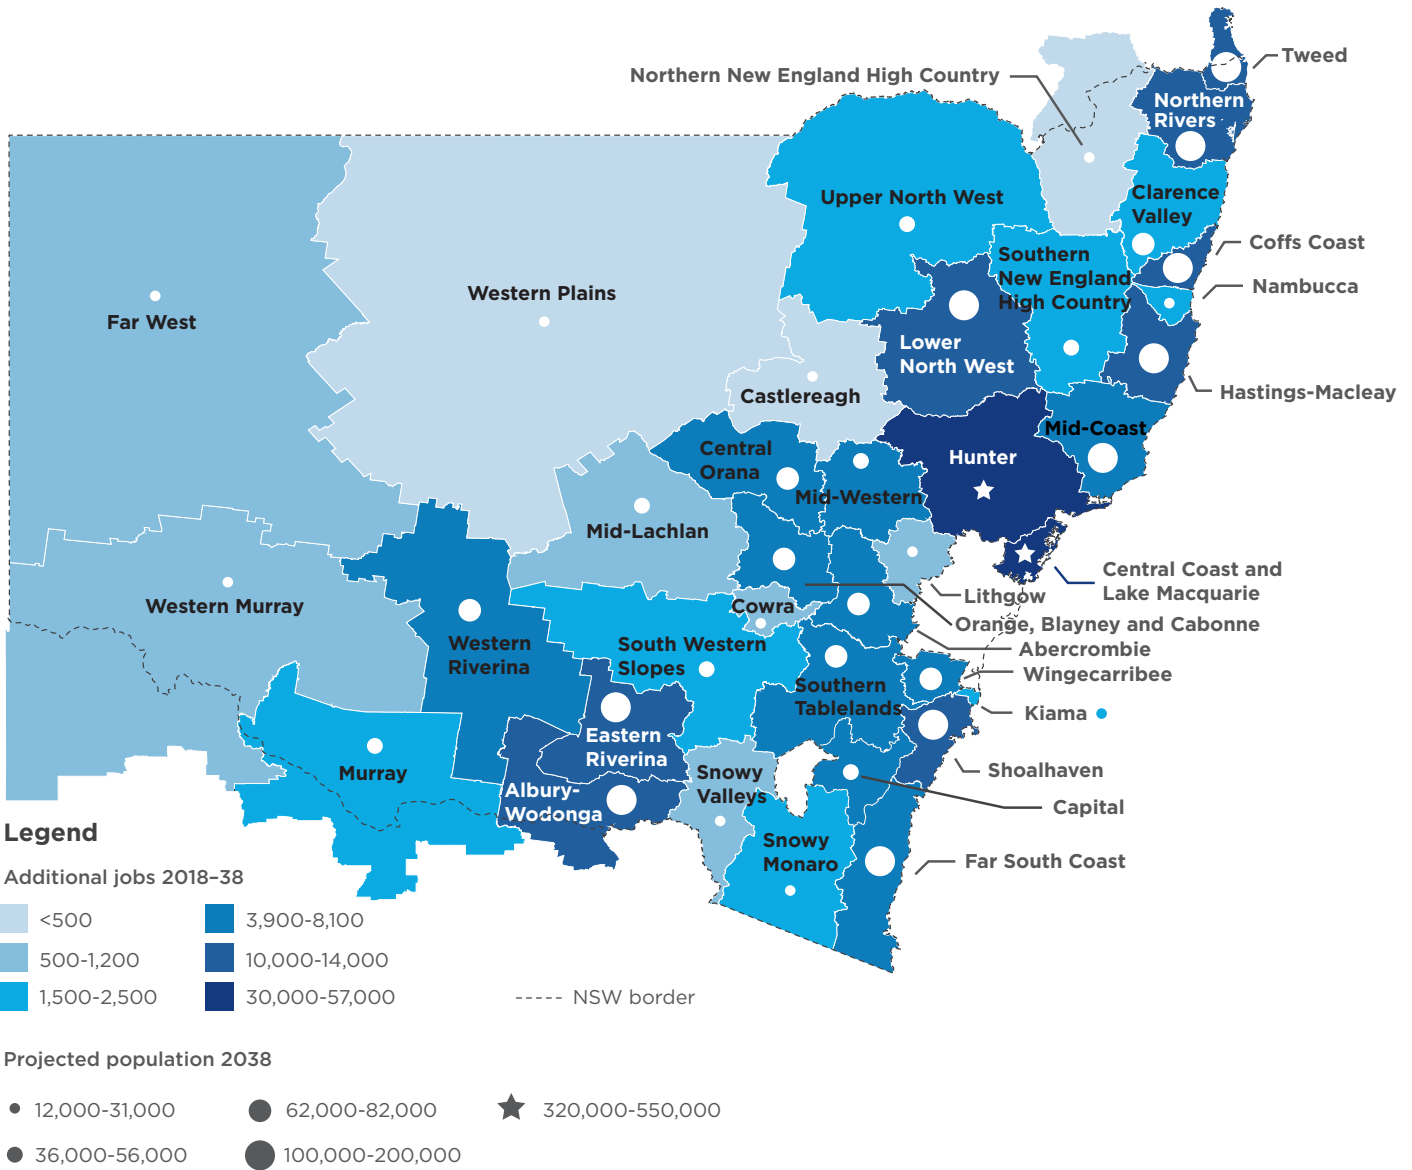 Tweed
Northern New England High Country
Northern
Rivers
Upper North West
Clarence
Valley
Coffs Coast
Southern
New England
High Country
Nambucca
Western Plains
Far West
Lower
North West
Castlereagh
Hastings-Macleay
Mid-Coast
Central
Orana
Hunter
Mid-Western
Mid-Lachlan
Central Coast and
Lake Macquarie
Lithgow
Western Murray
Cowra
Orange, Blayney and Cabonne
Abercrombie
Western
Riverina
South Western
Slopes
Wingecarribee
Southern
Tablelands
Kiama
Eastern
Riverina
Murray
Snowy
Valleys
Shoalhaven
Albury-
Wodonga
Capital
Snowy
Monaro
Far South Coast
Legend
Additional jobs 2018–38
<500
3,900-8,100
500-1,200
10,000-14,000
1,500-2,500
30,000-57,000
NSW border
Projected population 2038
12,000-31,000
62,000-82,000
320,000-550,000
36,000-56,000
100,000-200,000